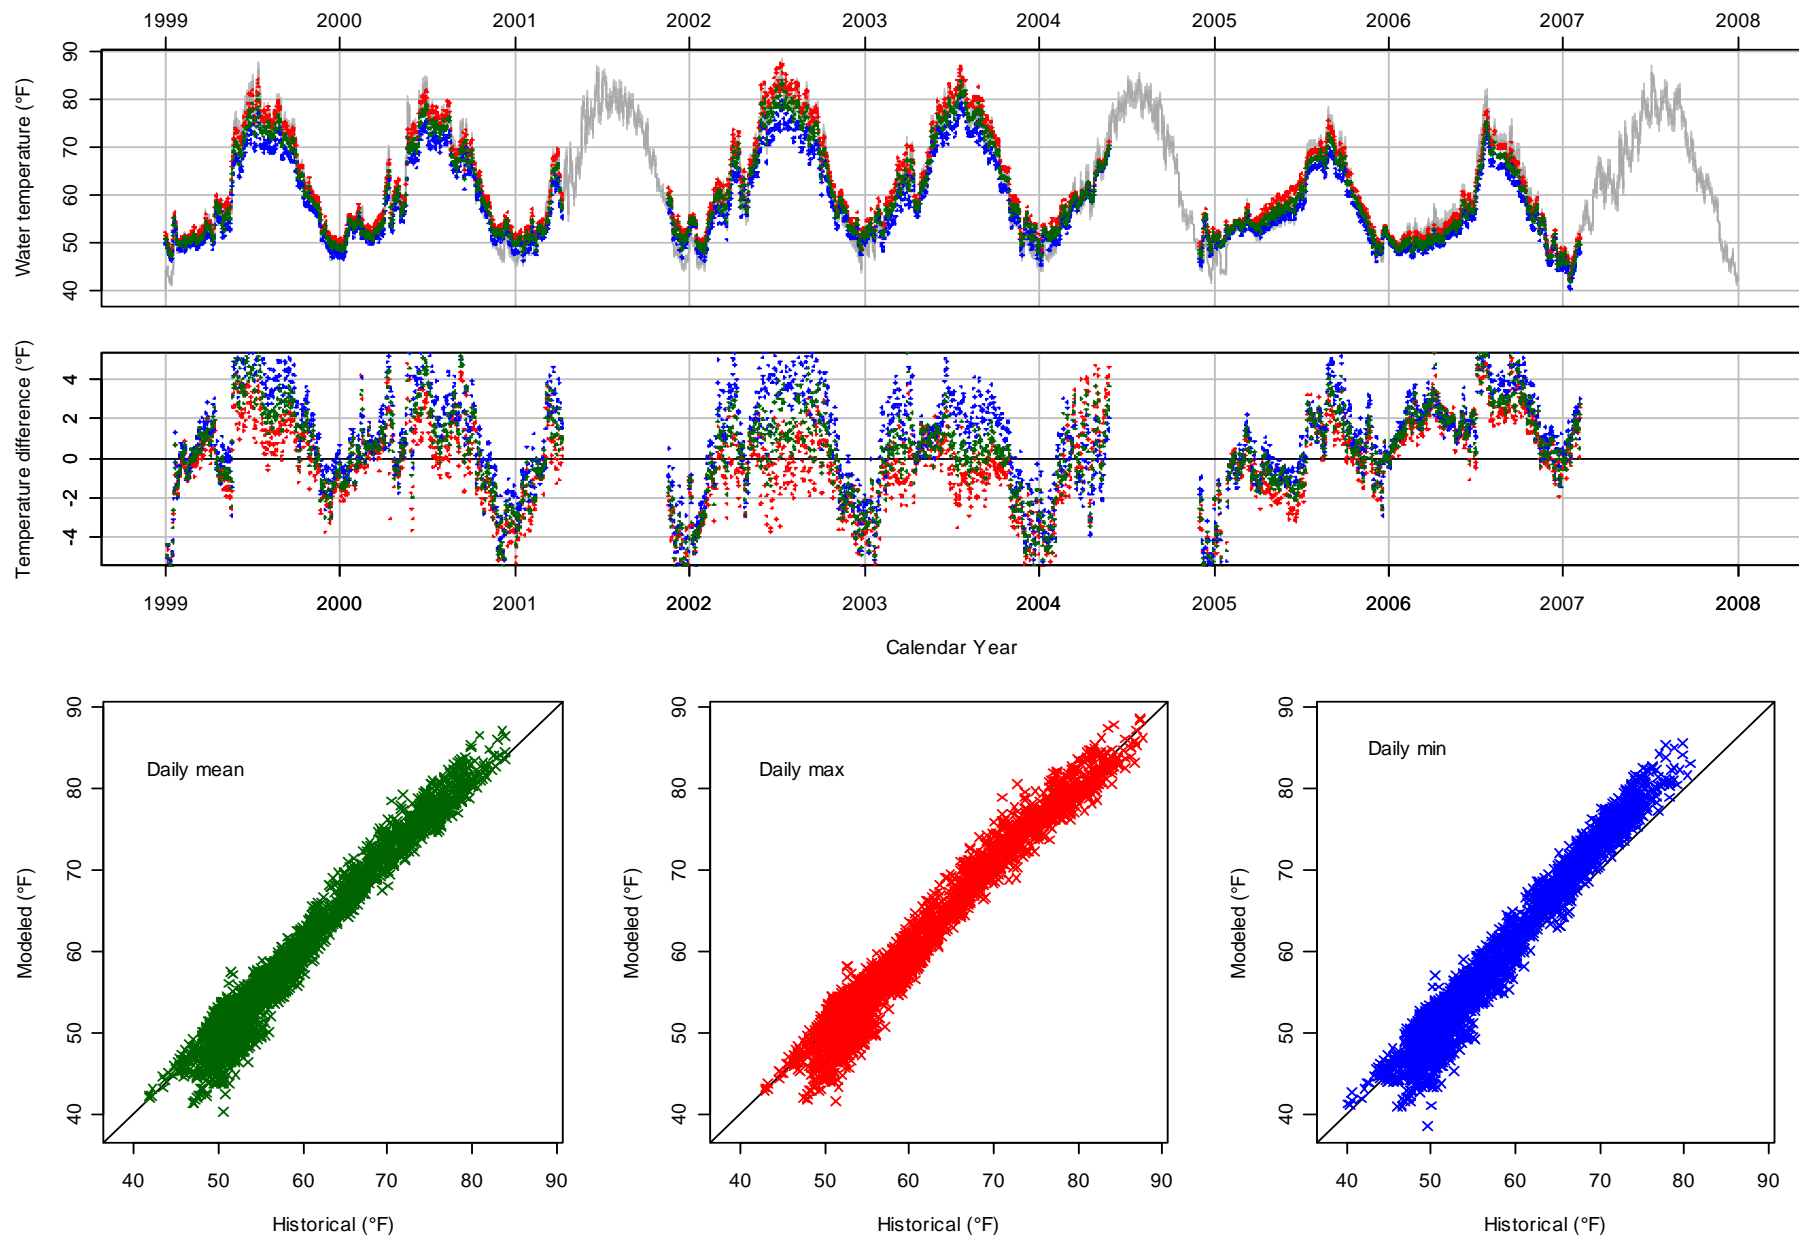 1999 2000 2001 2002 2003 2004 2005 2006 2007 2008
Water temperature (°F)
90
80
70
60
50
40
Temperature difference (°F)
4
2
0
-2
-4
1999 2000 2001 2002 2003 2004 2005 2006 2007 2008
Calendar Year
Daily mean
Modeled (°F)
90
80
70
60
50
40
40 50 60 70 80 90
Historical (°F)
Daily max
Modeled (°F)
90
80
70
60
50
40
40 50 60 70 80 90
Historical (°F)
Daily min
Modeled (°F)
90
80
70
60
50
40
40 50 60 70 80 90
Historical (°F)